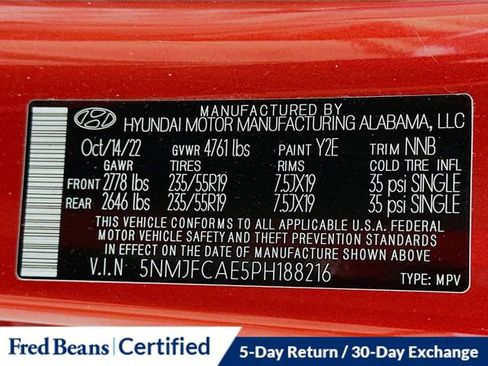 MANUFACTURED BY
HYUNDAI MOTOR MANUFACTURING ALABAMA, LLC
Oct/14/22 GVWR 4761 lbs PAINT Y2E TRIM NNB
GAWR TIRES RIMS COLD TIRE INFL
FRONT 2778 lbs 235/55R19 7.5JX19 35 psi SINGLE
REAR 2646 lbs 235/55R19 7.5JX19 35 psi SINGLE
THIS VEHICLE CONFORMS TO ALL APPLICABLE U.S.A. FEDERAL
MOTOR VEHICLE SAFETY AND THEFT PREVENTION STANDARDS
IN EFFECT ON THE DATE OF MANUFACTURE SHOWN ABOVE.
V.I.N 5NMJFCAE5PH188216 TYPE: MPV
Fred Beans Certified 5-Day Return / 30-Day Exchange